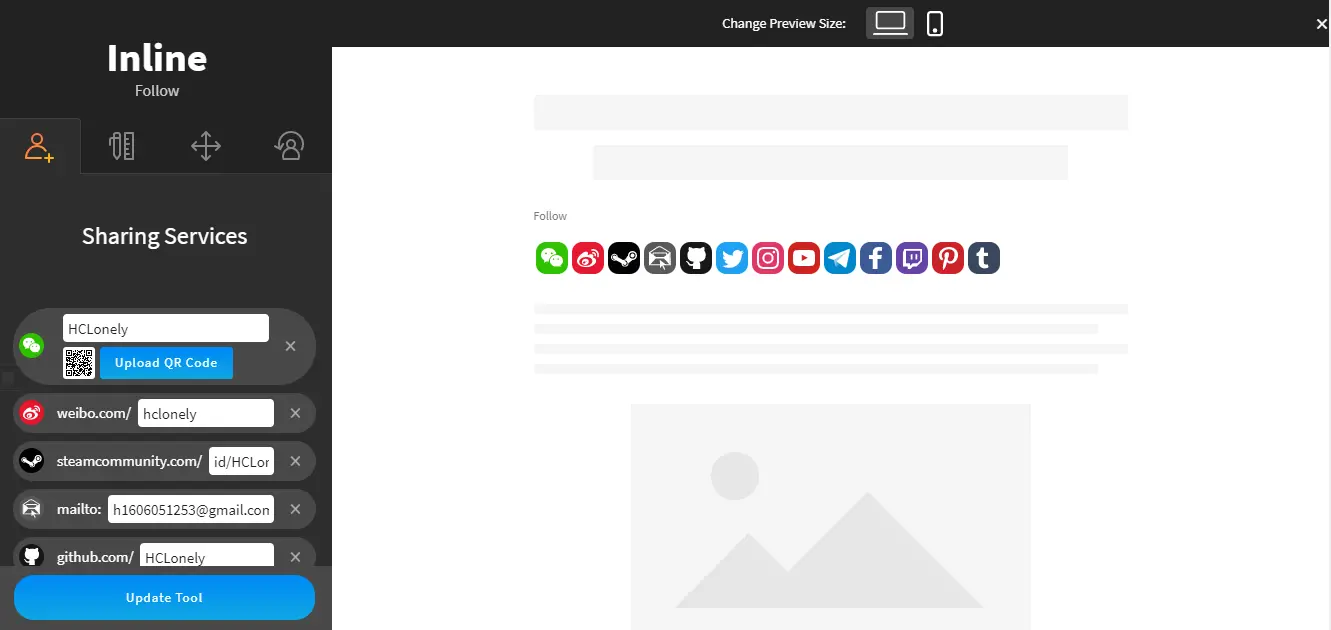 Change Preview Size:
Inline
Follow
Sharing Services
HCLonely
Upload QR Code
weibo.com/ hclonely
steamcommunity.com/ id/HCLor
mailto: h1606051253@gmail.con
github.com/ HCLonely
Update Tool
Follow